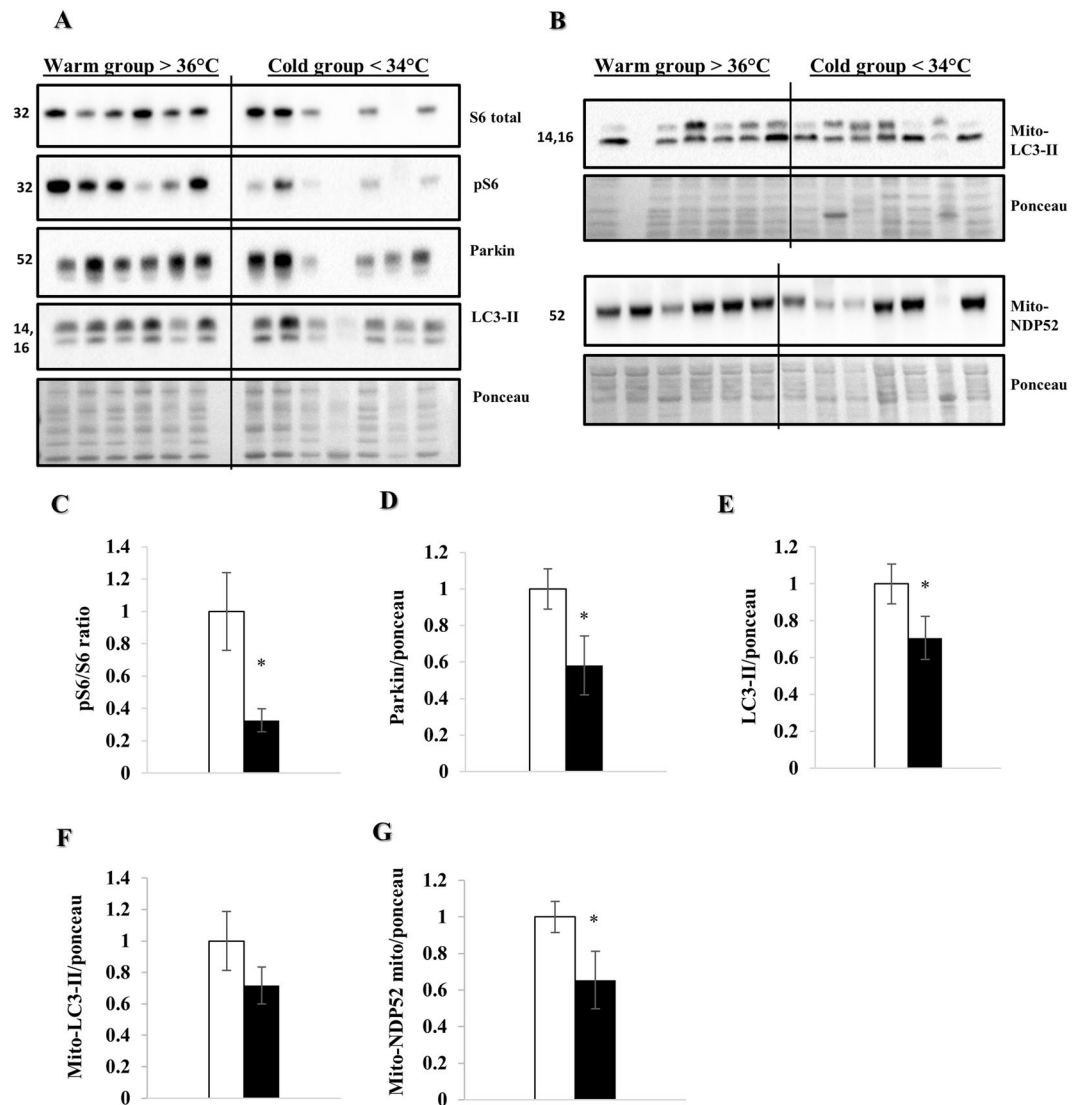 A
Warm group > 36°C
Cold group < 34°C
32
S6 total
32
pS6
52
Parkin
14,
16
LC3-II
Ponceau
B
Warm group > 36°C
Cold group < 34°C
14,16
Mito-
LC3-II
Ponceau
52
Mito-
NDP52
Ponceau
C
pS6/S6 ratio
1.4
1.2
1
0.8
0.6
0.4
0.2
0
*
D
Parkin/ponceau
1.2
1
0.8
0.6
0.4
0.2
0
*
E
LC3-II/ponceau
1.2
1
0.8
0.6
0.4
0.2
0
*
F
Mito-LC3-II/ponceau
1.4
1.2
1
0.8
0.6
0.4
0.2
0
G
Mito-NDP52 mito/ponceau
1.2
1
0.8
0.6
0.4
0.2
0
*